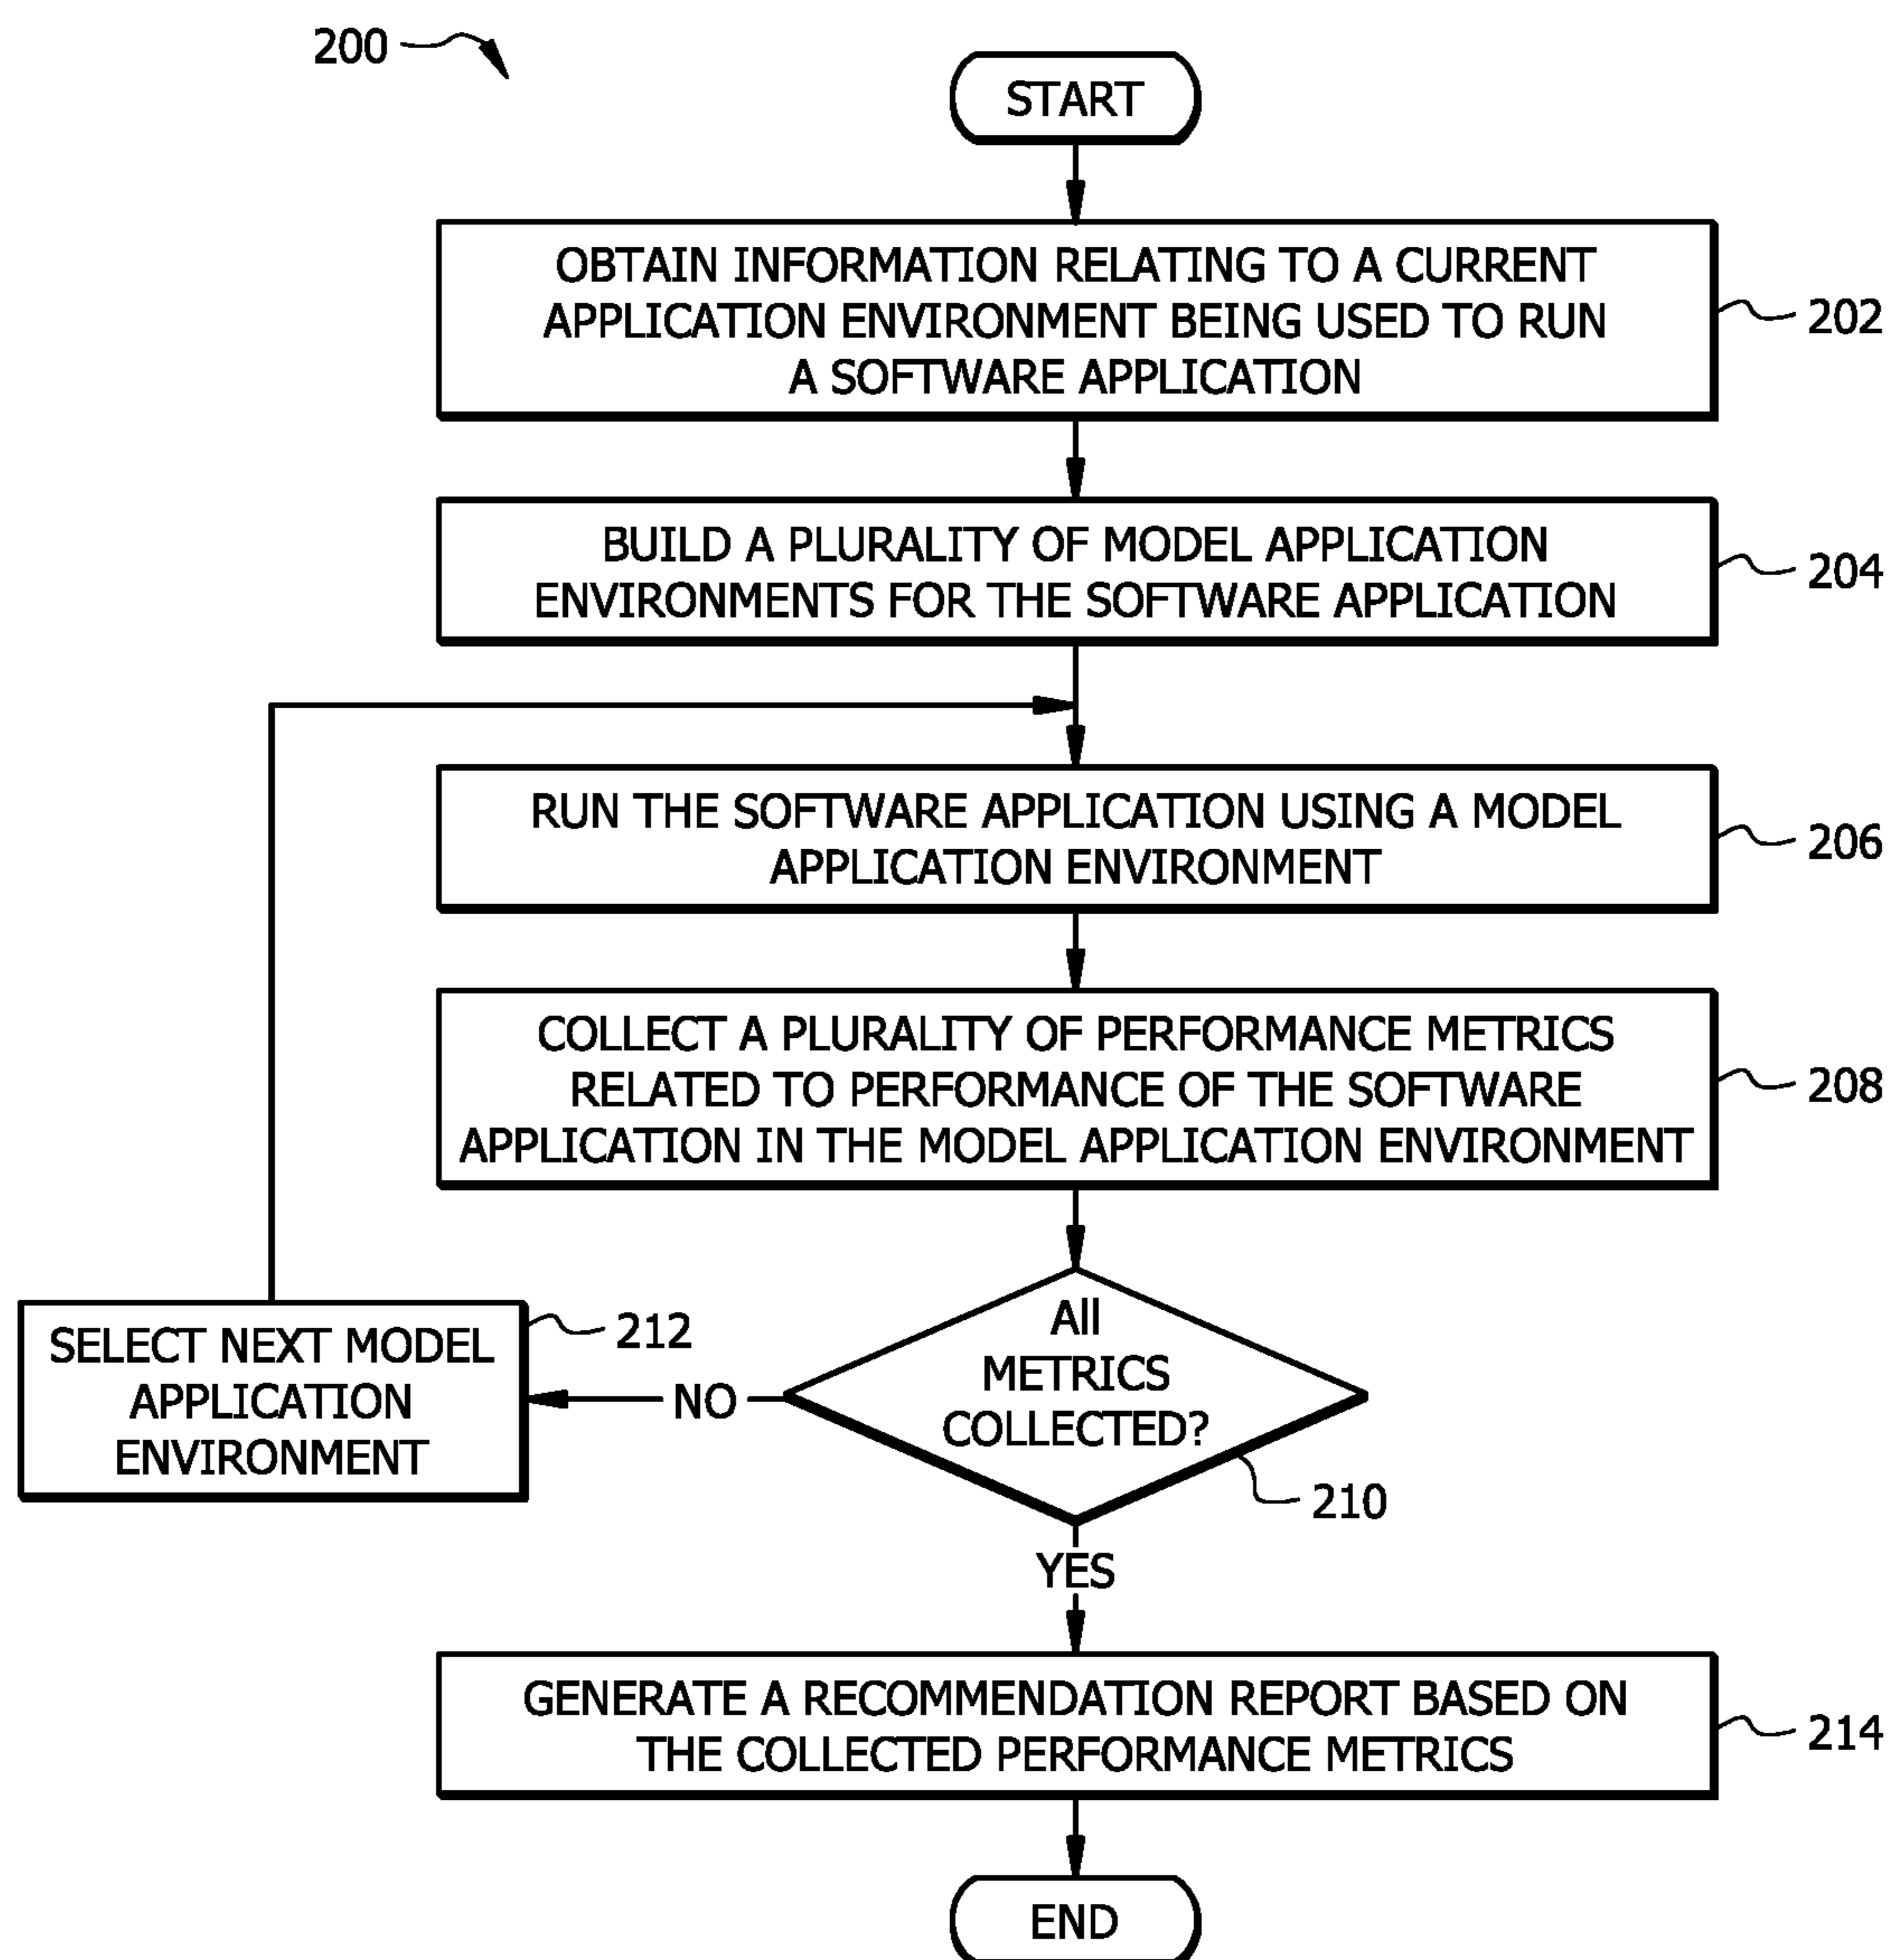 200
START
OBTAIN INFORMATION RELATING TO A CURRENT
APPLICATION ENVIRONMENT BEING USED TO RUN
A SOFTWARE APPLICATION
202
BUILD A PLURALITY OF MODEL APPLICATION
ENVIRONMENTS FOR THE SOFTWARE APPLICATION
204
RUN THE SOFTWARE APPLICATION USING A MODEL
APPLICATION ENVIRONMENT
206
COLLECT A PLURALITY OF PERFORMANCE METRICS
RELATED TO PERFORMANCE OF THE SOFTWARE
APPLICATION IN THE MODEL APPLICATION ENVIRONMENT
208
All
METRICS
COLLECTED?
210
NO
SELECT NEXT MODEL
APPLICATION
ENVIRONMENT
212
YES
GENERATE A RECOMMENDATION REPORT BASED ON
THE COLLECTED PERFORMANCE METRICS
214
END